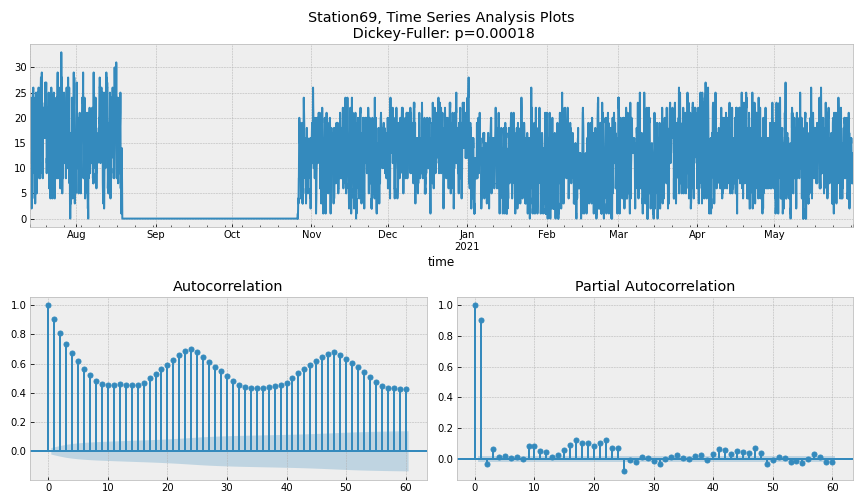 Station69, Time Series Analysis Plots
Dickey-Fuller: p=0.00018
30
25
20
15
10
5
0
Aug Sep Oct Nov Dec Jan Feb Mar Apr May
2021
time
Autocorrelation
1.0
0.8
0.6
0.4
0.2
0.0
0 10 20 30 40 50 60
Partial Autocorrelation
1.0
0.8
0.6
0.4
0.2
0.0
0 10 20 30 40 50 60